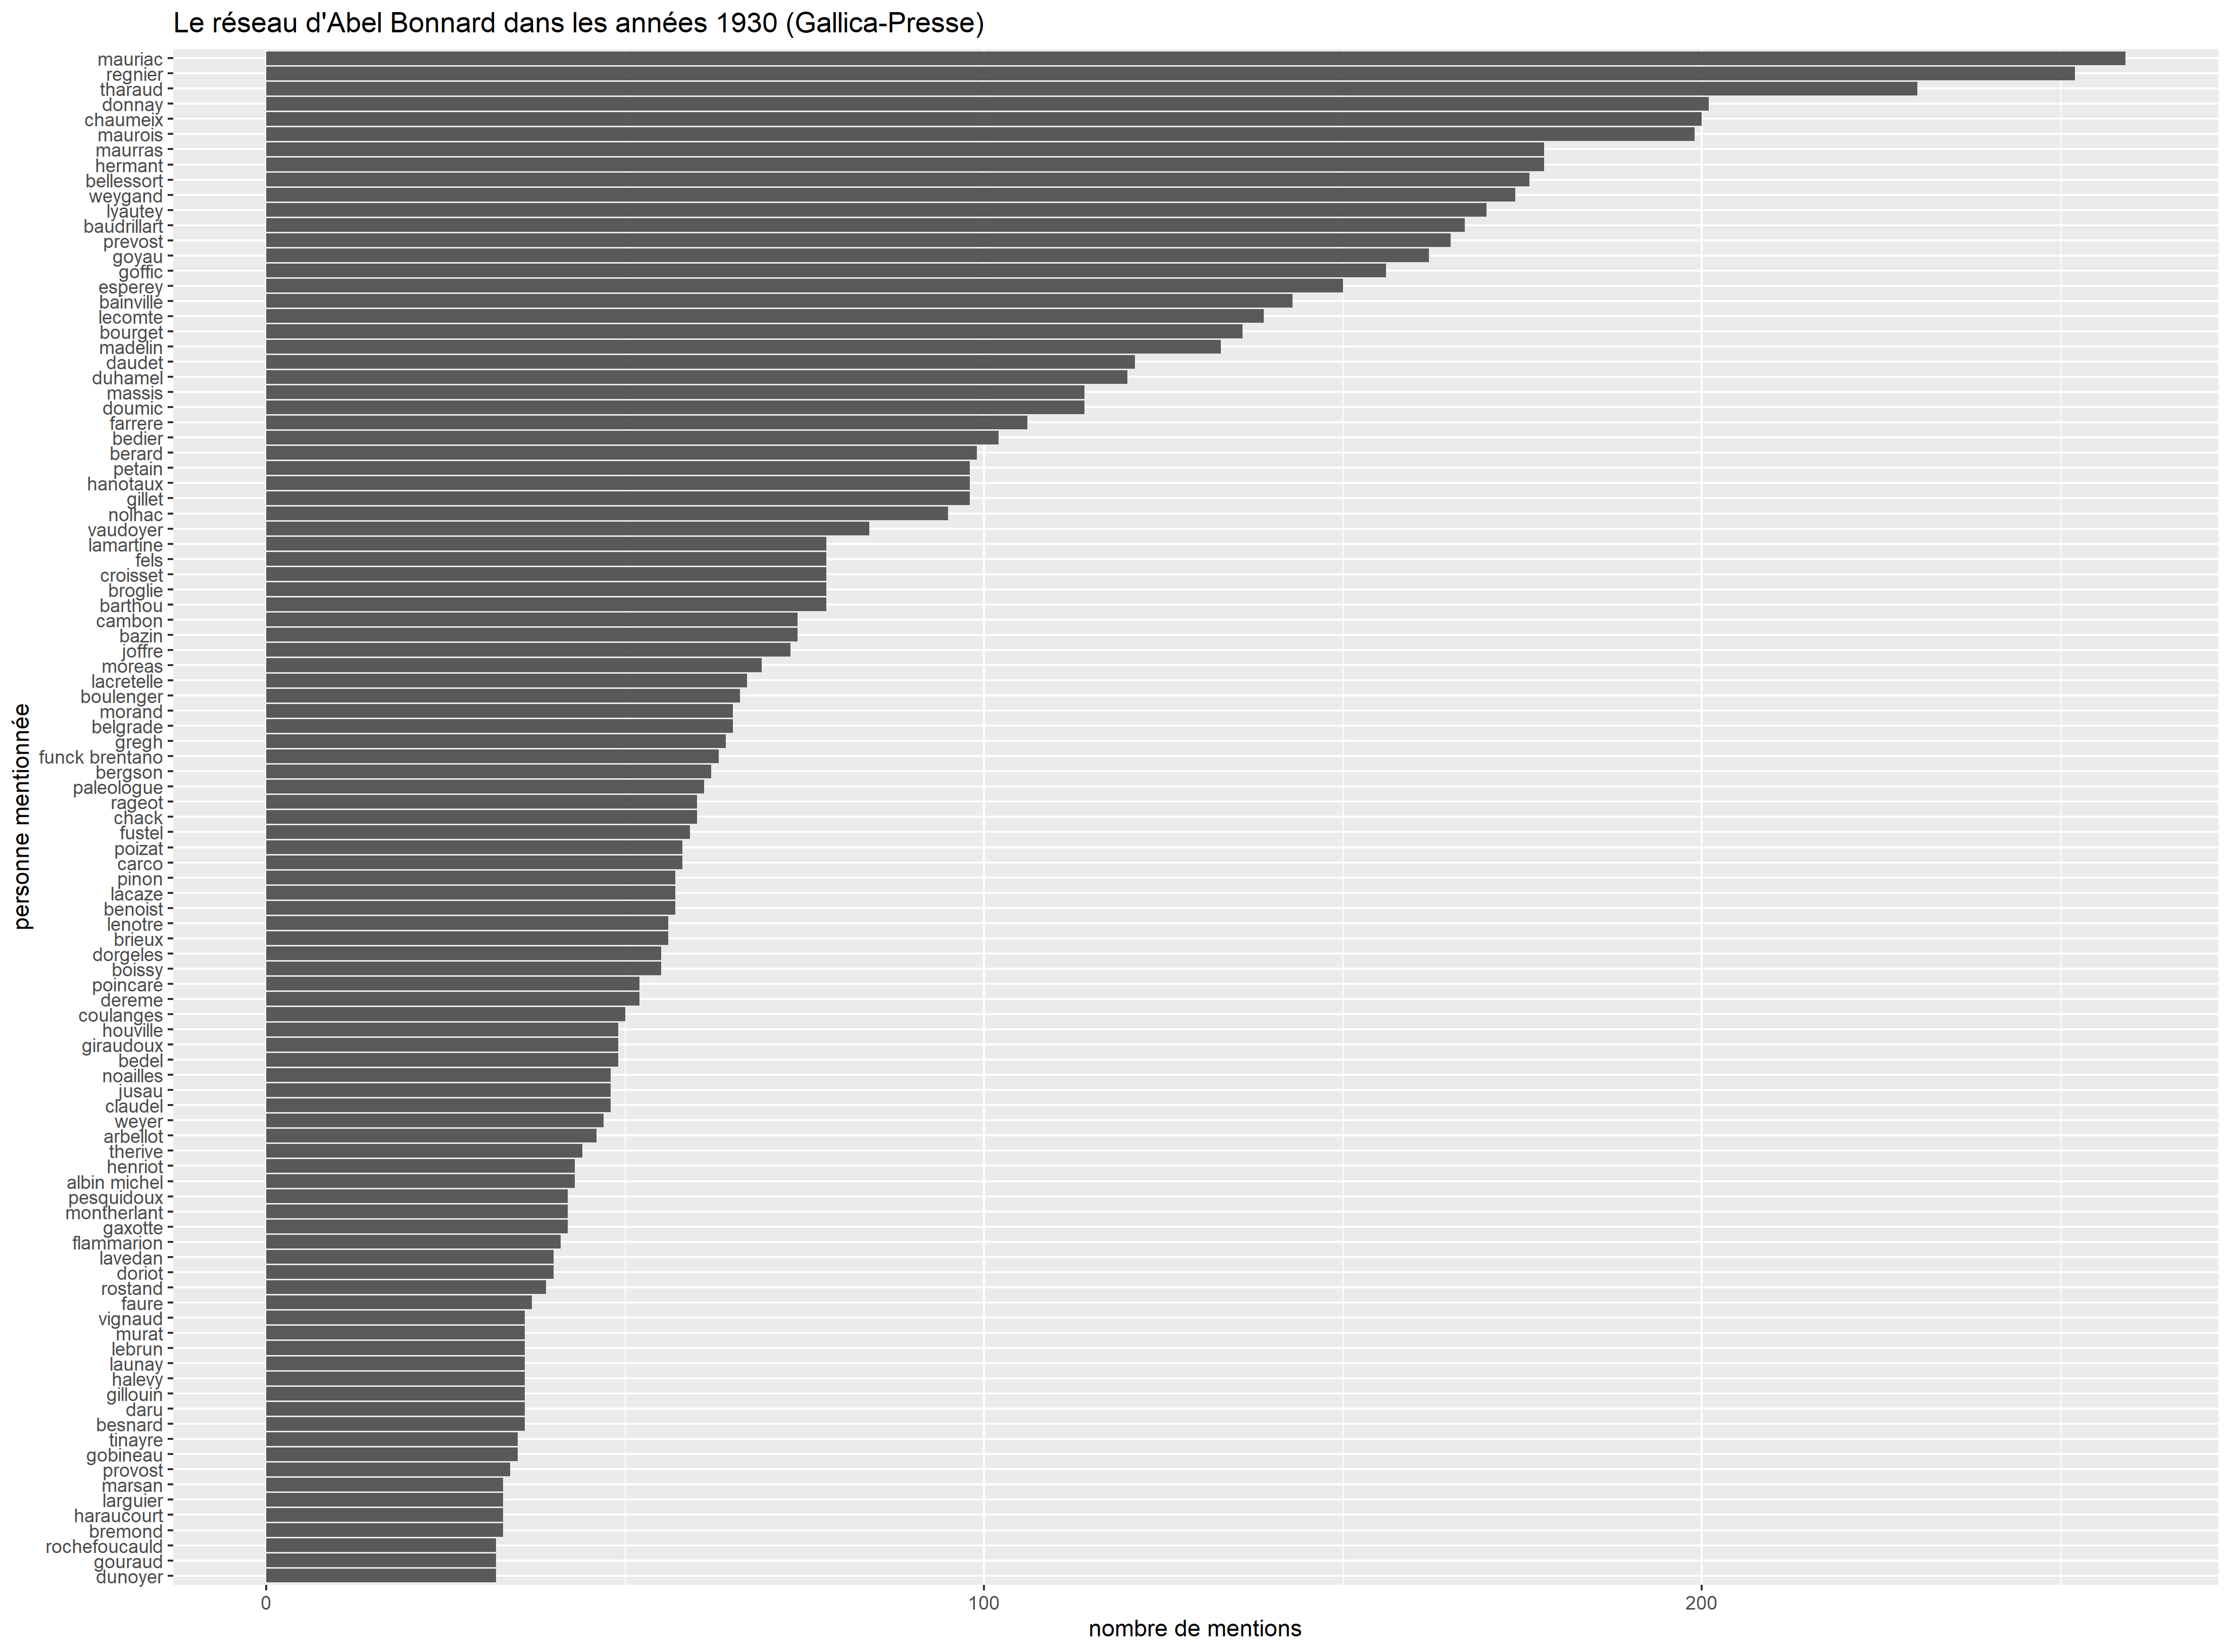 Le réseau d'Abel Bonnard dans les années 1930 (Gallica-Presse)
personne mentionnée
mauriac
regnier
tharaud
donnay
chaumeix
maurois
maurras
hermant
bellessort
weygand
lyautey
baudrillart
prevost
goyau
goffic
esperey
bainville
lecomte
bourget
madelin
daudet
duhamel
massis
doumic
farrere
bedier
berard
petain
hanotaux
gillet
nolhac
vaudoyer
lamartine
fels
croisset
broglie
barthou
cambon
bazin
joffre
moreas
lacretelle
boulenger
morand
belgrade
gregh
funck brentano
bergson
paleologue
rageot
chack
fustel
poizat
carco
pinon
lacaze
benoist
lenotre
brieux
dorgeles
boissy
poincare
dereme
coulanges
houville
giraudoux
bedel
noailles
jusau
claudel
weyer
arbellot
therive
henriot
albin michel
pesquidoux
montherlant
gaxotte
flammarion
lavedan
doriot
rostand
faure
vignaud
murat
lebrun
launay
halevy
gillouin
daru
besnard
tinayre
gobineau
provost
marsan
larguier
haraucourt
bremond
rochefoucauld
gouraud
dunoyer
0 100 200
nombre de mentions